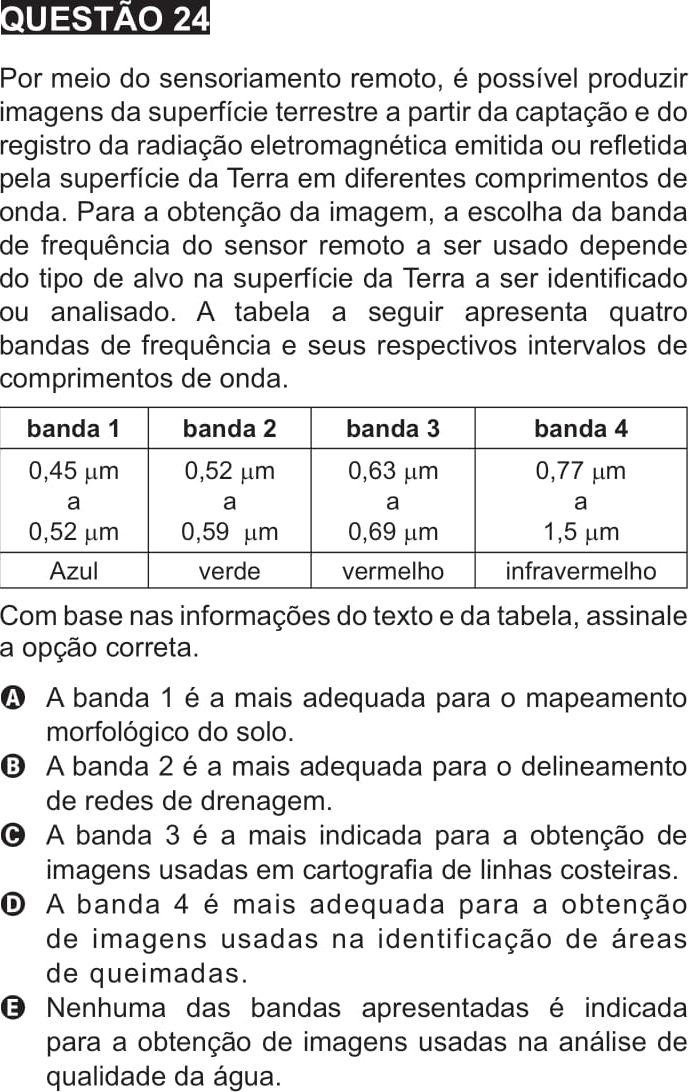 QUESTÃO 24
Por meio do sensoriamento remoto, é possível produzir
imagens da superfície terrestre a partir da captação e do
registro da radiação eletromagnética emitida ou refletida
pela superfície da Terra em diferentes comprimentos de
onda. Para a obtenção da imagem, a escolha da banda
de frequência do sensor remoto a ser usado depende
do tipo de alvo na superfície da Terra a ser identificado
ou analisado. A tabela a seguir apresenta quatro
bandas de frequência e seus respectivos intervalos de
comprimentos de onda.
banda 1 banda 2 banda 3 banda 4
0,45 μm 0,52 μm 0,63 μm 0,77 μm
a a a a
0,52 μm 0,59 μm 0,69 μm 1,5 μm
Azul verde vermelho infravermelho
Com base nas informações do texto e da tabela, assinale
a opção correta.
A A banda 1 é a mais adequada para o mapeamento
morfológico do solo.
B A banda 2 é a mais adequada para o delineamento
de redes de drenagem.
C A banda 3 é a mais indicada para a obtenção de
imagens usadas em cartografia de linhas costeiras.
D A banda 4 é mais adequada para a obtenção
de imagens usadas na identificação de áreas
de queimadas.
E Nenhuma das bandas apresentadas é indicada
para a obtenção de imagens usadas na análise de
qualidade da água.